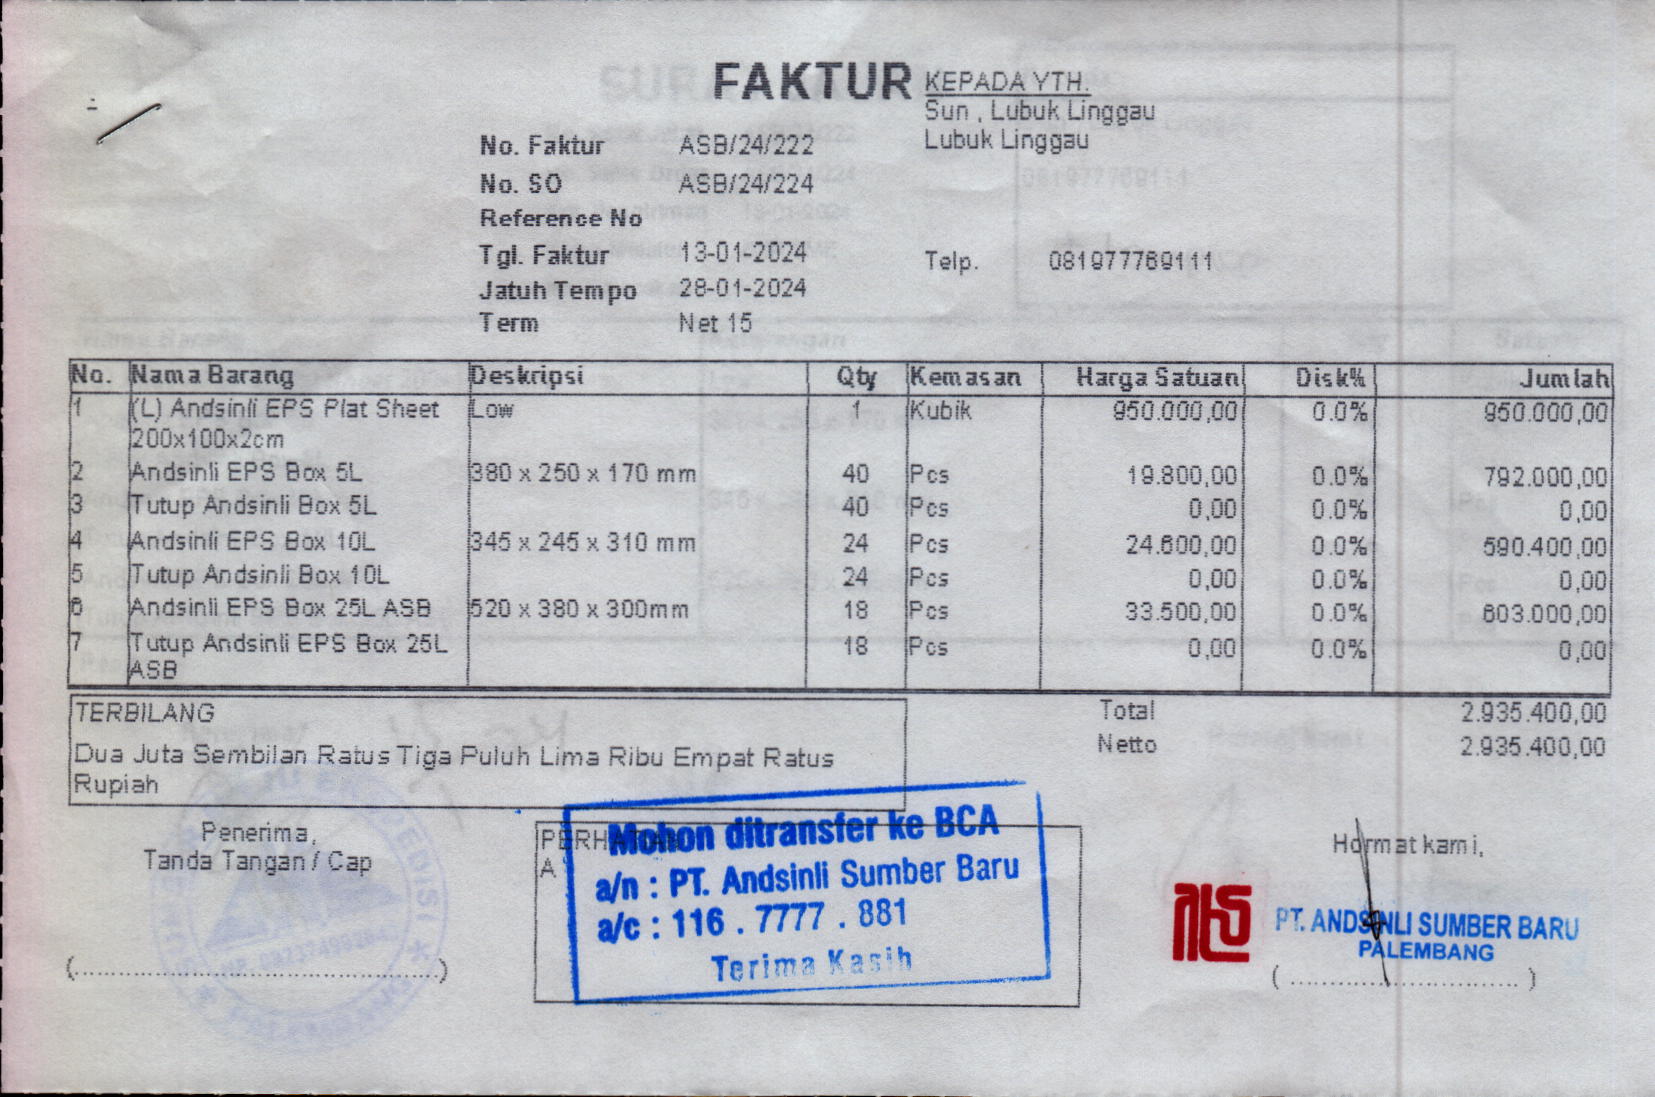 FAKTUR
KEPADA YTH.
Sun , Lubuk Linggau
Lubuk Linggau
No. Faktur ASB/24/222
No. SO ASB/24/224
Reference No
Tgl. Faktur 13-01-2024
Telp. 081977769111
Jatuh Tempo 28-01-2024
Term Net 15
No. Nama Barang Deskripsi Qty Kemasan Harga Satuan Disk% Jumlah
1 (L) Andsinli EPS Plat Sheet Low 1 Kubik 950.000,00 0.0% 950.000,00
200x100x2cm
2 Andsinli EPS Box 5L 380 x 250 x 170 mm 40 Pcs 19.800,00 0.0% 792.000,00
3 Tutup Andsinli Box 5L 40 Pcs 0,00 0.0% 0,00
4 Andsinli EPS Box 10L 345 x 245 x 310 mm 24 Pcs 24.600,00 0.0% 590.400,00
5 Tutup Andsinli Box 10L 24 Pcs 0,00 0.0% 0,00
6 Andsinli EPS Box 25L ASB 520 x 380 x 300mm 18 Pcs 33.500,00 0.0% 603.000,00
7 Tutup Andsinli EPS Box 25L 18 Pcs 0,00 0.0% 0,00
ASB
TERBILANG
Total 2.935.400,00
Dua Juta Sembilan Ratus Tiga Puluh Lima Ribu Empat Ratus
Netto 2.935.400,00
Rupiah
Penerima,
Tanda Tangan / Cap
(................................................)
Mohon ditransfer ke BCA
a/n : PT. Andsinli Sumber Baru
a/c : 116 . 7777 . 881
Terima Kasih
Hormat kami,
PT. ANDSINLI SUMBER BARU
PALEMBANG
( .............................. )